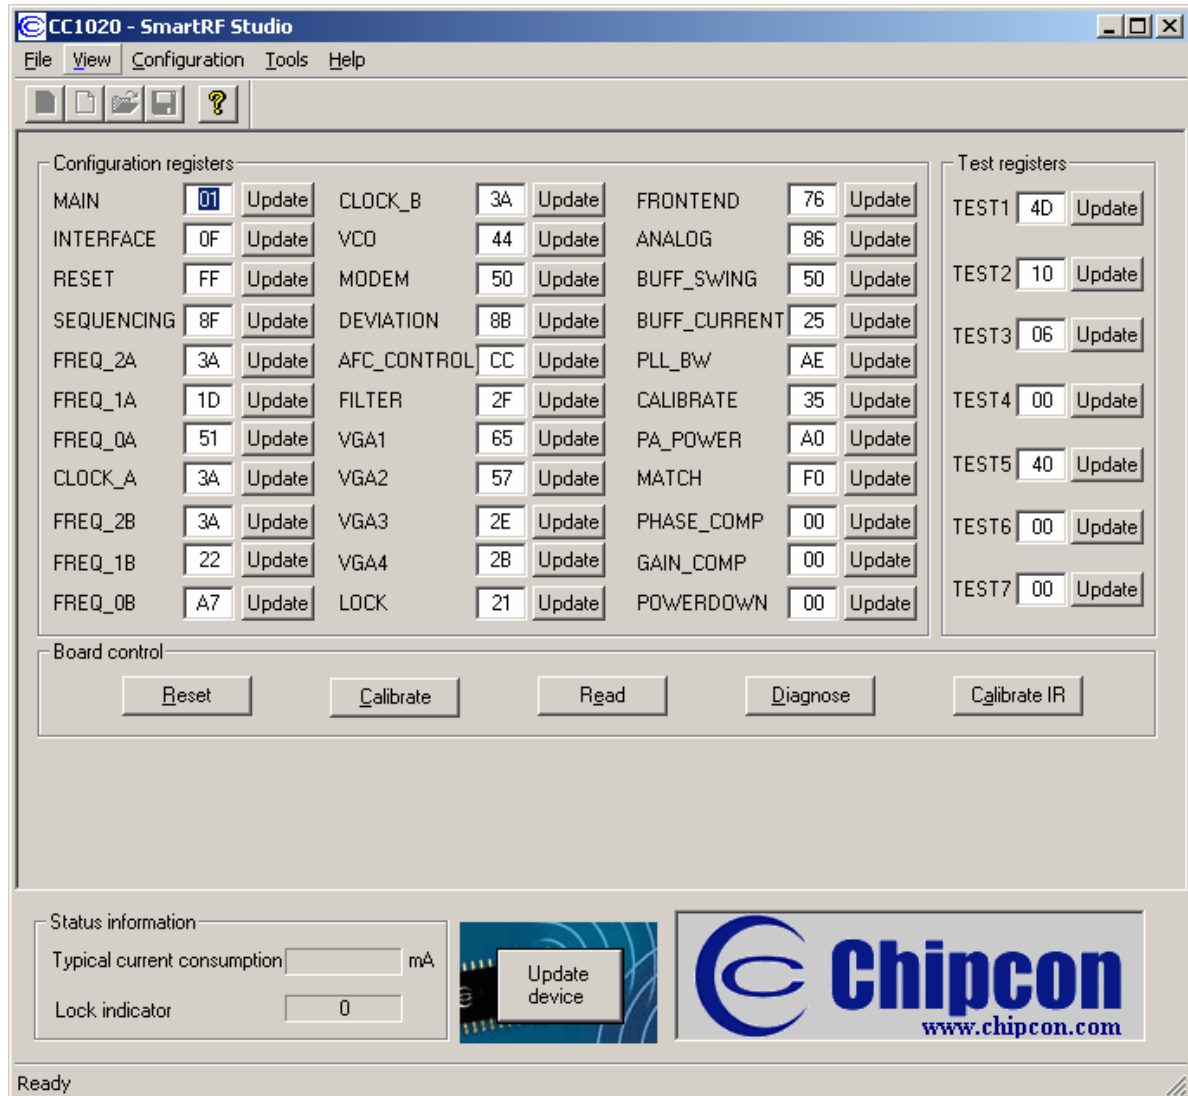 CC1020 - SmartRF Studio
File View Configuration Tools Help
Configuration registers Test registers
MAIN 01 Update CLOCK_B 3A Update FRONTEND 76 Update TEST1 4D Update
INTERFACE 0F Update VCO 44 Update ANALOG 86 Update
RESET FF Update MODEM 50 Update BUFF_SWING 50 Update TEST2 10 Update
SEQUENCING 8F Update DEVIATION 8B Update BUFF_CURRENT 25 Update TEST3 06 Update
FREQ_2A 3A Update AFC_CONTROL CC Update PLL_BW AE Update
FREQ_1A 1D Update FILTER 2F Update CALIBRATE 35 Update TEST4 00 Update
FREQ_0A 51 Update VGA1 65 Update PA_POWER A0 Update
CLOCK_A 3A Update VGA2 57 Update MATCH F0 Update TEST5 40 Update
FREQ_2B 3A Update VGA3 2E Update PHASE_COMP 00 Update TEST6 00 Update
FREQ_1B 22 Update VGA4 2B Update GAIN_COMP 00 Update
FREQ_0B A7 Update LOCK 21 Update POWERDOWN 00 Update TEST7 00 Update
Board control
Reset Calibrate Read Diagnose Calibrate IR
Status information
Typical current consumption mA
Lock indicator 0
Update
device
Chipcon
www.chipcon.com
Ready